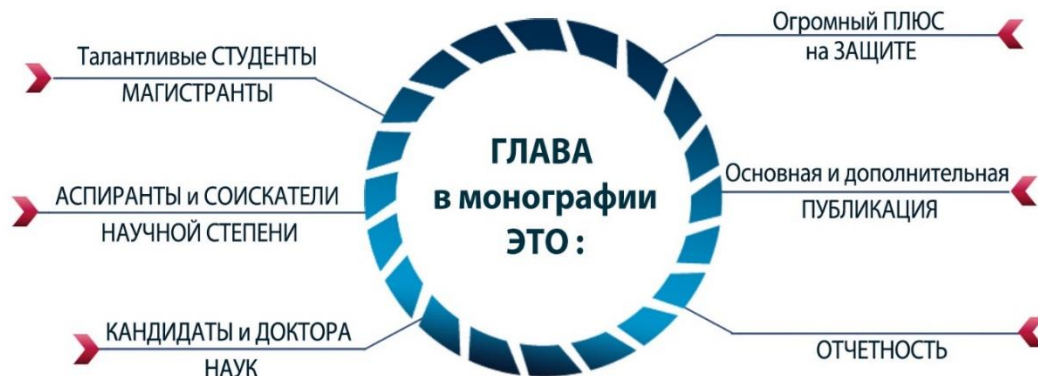 Талантливые СТУДЕНТЫ
МАГИСТРАНТЫ
АСПИРАНТЫ и СОИСКАТЕЛИ
НАУЧНОЙ СТЕПЕНИ
КАНДИДАТЫ и ДОКТОРА
НАУК
ГЛАВА
в монографии
ЭТО :
Огромный ПЛЮС
на ЗАЩИТЕ
Основная и дополнительная
ПУБЛИКАЦИЯ
ОТЧЕТНОСТЬ